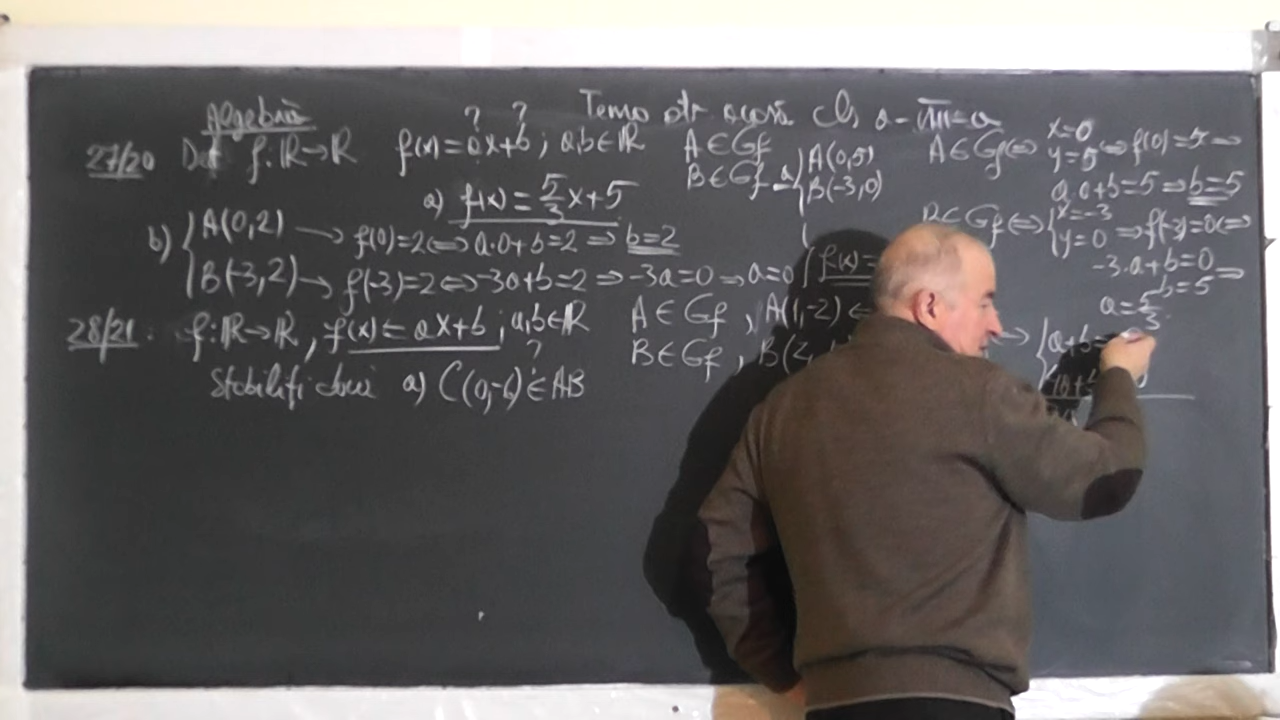 Algebră
? ? Temă
27/20 Det f:ℝ→ℝ f(x)=ax+b; a,b∈ℝ A∈Gf B∈Gf a) { A(0,5) B(-3,0) A∈Gf⇔ x=0 y=5 ⇒ f(0)=5 ⇒
a·0+b=5 ⇒ b=5
a) f(x)=5/3x+5
Gf ⇔ { x=-3 y=0 ⇒ f(-3)=0 ⇔
-3·a+b=0 ⇒
b=5
a=5/3
b) { A(0,2) → f(0)=2⇔a·0+b=2 ⇒ b=2
B(-3,2) → f(-3)=2⇔-3a+b=2 ⇒ -3a=0 ⇒ a=0 f(x)=
28/21. f:ℝ→ℝ, f(x)=ax+b; a,b∈ℝ A∈Gf, A(1,-2)
B∈Gf, B(2,
{ a+b=
stabiliți dacă a) C(0,-6) ?∈ AB